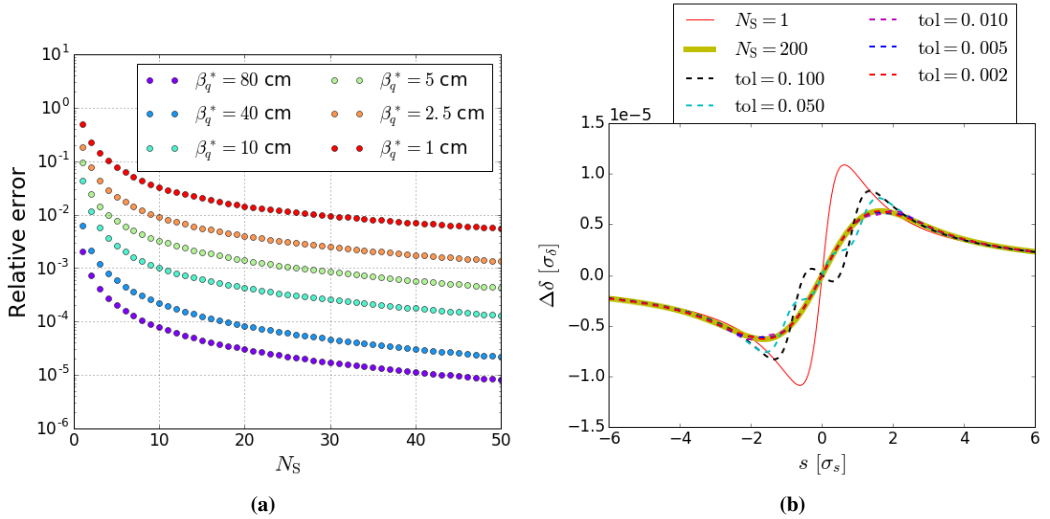 10^1
10^0
10^-1
10^-2
10^-3
10^-4
10^-5
10^-6
Relative error
β_q^* = 80 cm
β_q^* = 40 cm
β_q^* = 10 cm
β_q^* = 5 cm
β_q^* = 2.5 cm
β_q^* = 1 cm
0 10 20 30 40 50
N_S
(a)
N_S = 1
N_S = 200
tol = 0.100
tol = 0.050
tol = 0.010
tol = 0.005
tol = 0.002
1e−5
1.5
1.0
0.5
0.0
−0.5
−1.0
−1.5
Δδ [σ_δ]
−6 −4 −2 0 2 4 6
s [σ_s]
(b)